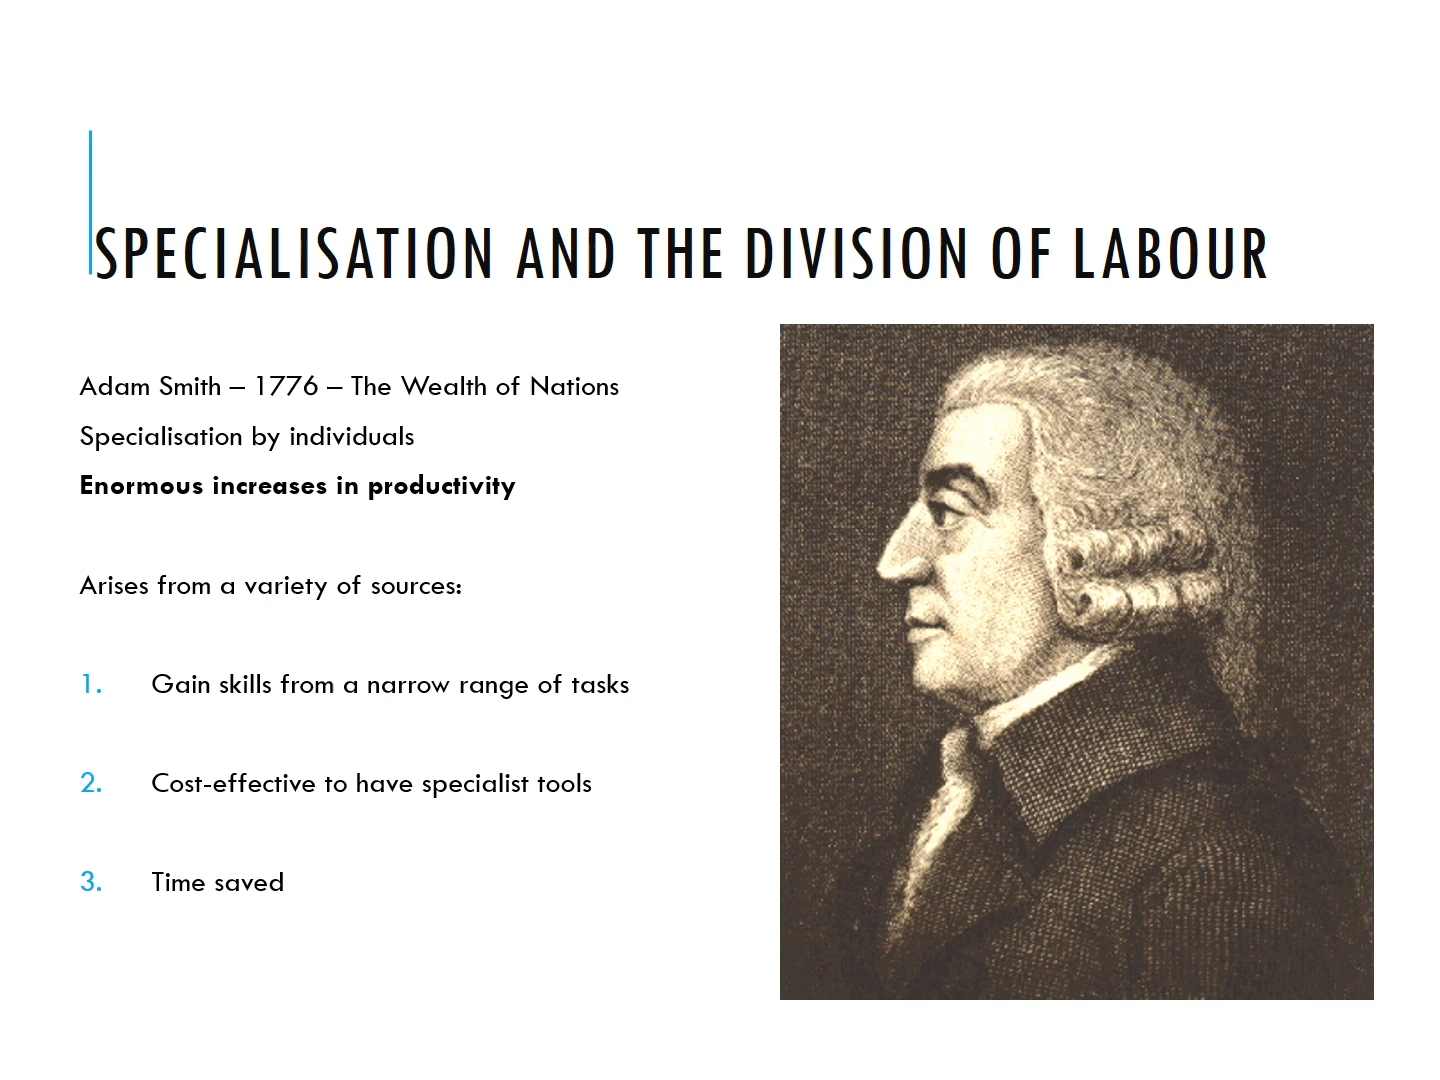 SPECIALISATION AND THE DIVISION OF LABOUR
Adam Smith – 1776 – The Wealth of Nations
Specialisation by individuals
Enormous increases in productivity
Arises from a variety of sources:
1. Gain skills from a narrow range of tasks
2. Cost-effective to have specialist tools
3. Time saved